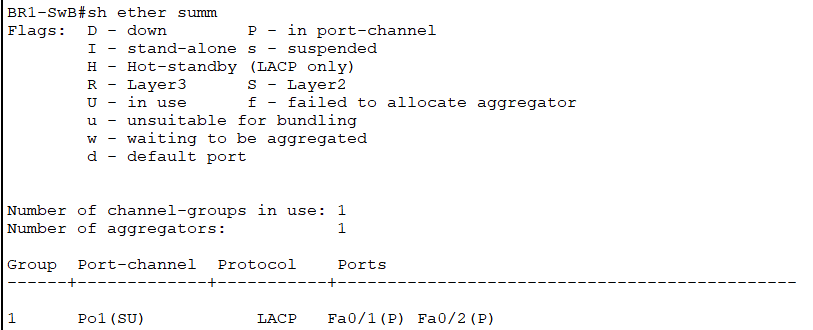 BR1-SwB#sh ether summ
Flags:  D - down        P - in port-channel
        I - stand-alone s - suspended
        H - Hot-standby (LACP only)
        R - Layer3      S - Layer2
        U - in use      f - failed to allocate aggregator
        u - unsuitable for bundling
        w - waiting to be aggregated
        d - default port
Number of channel-groups in use: 1
Number of aggregators:           1
Group  Port-channel  Protocol    Ports
------+-------------+-----------+----------------------------------------------
1      Po1(SU)           LACP   Fa0/1(P) Fa0/2(P)